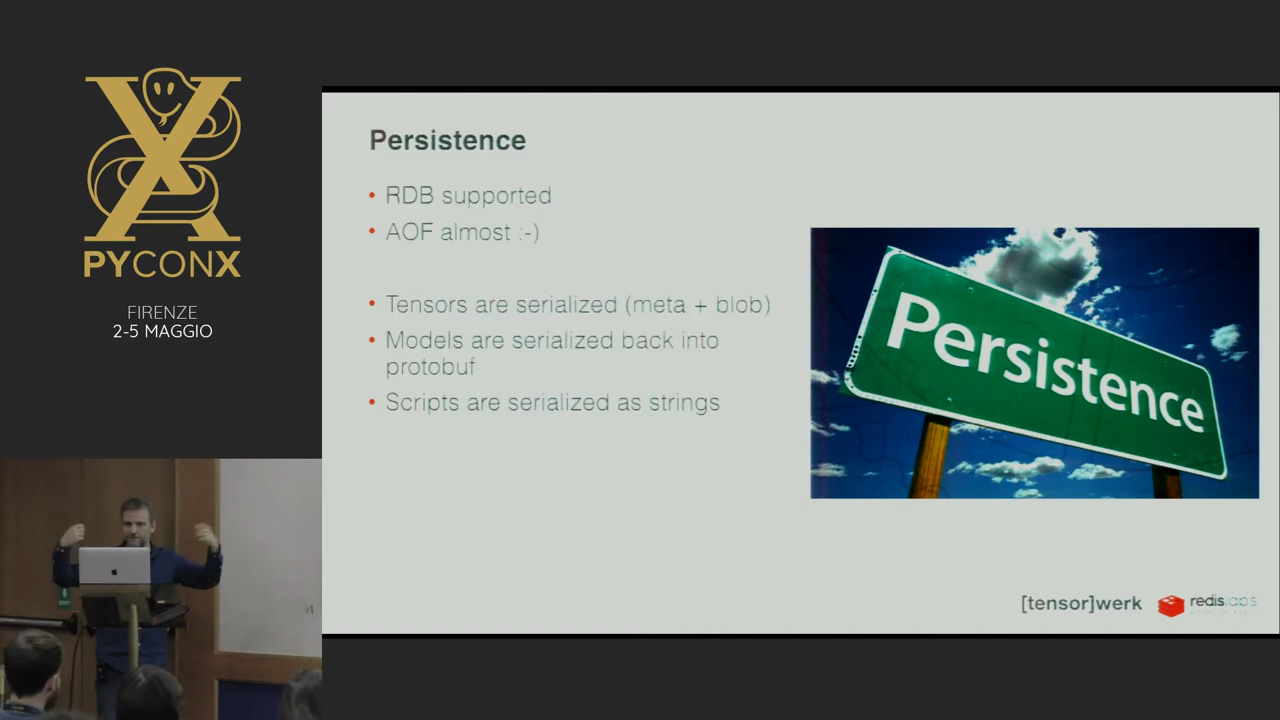 PYCONX
FIRENZE
2-5 MAGGIO
Persistence
• RDB supported
• AOF almost :-)
• Tensors are serialized (meta + blob)
• Models are serialized back into
protobuf
• Scripts are serialized as strings
Persistence
[tensor]werk
redislabs